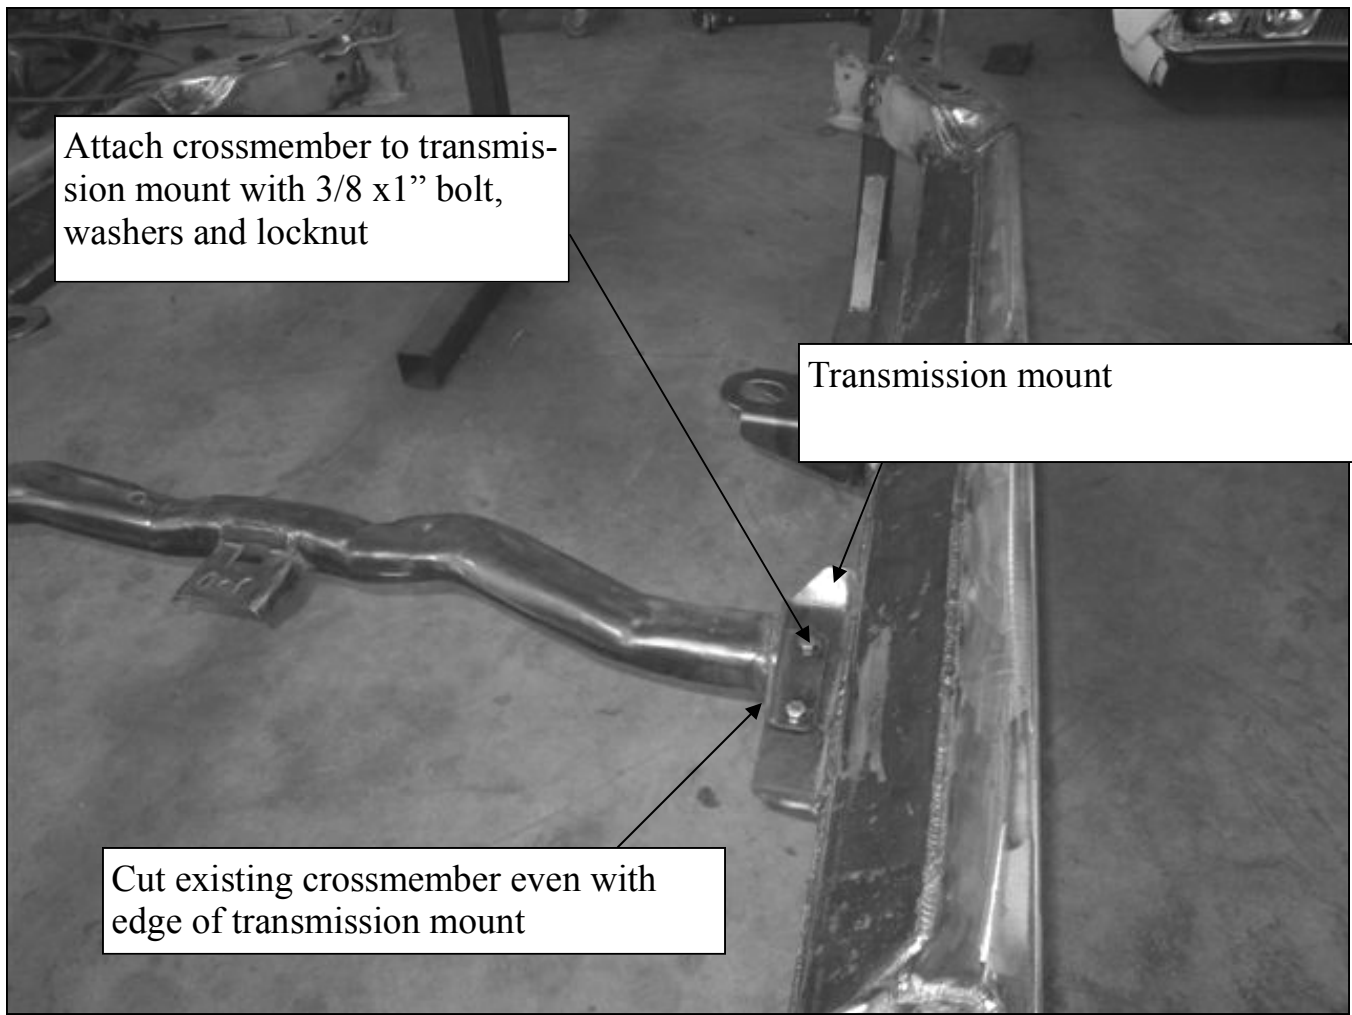 Attach crossmember to transmis-
sion mount with 3/8 x1” bolt,
washers and locknut
Transmission mount
Cut existing crossmember even with
edge of transmission mount